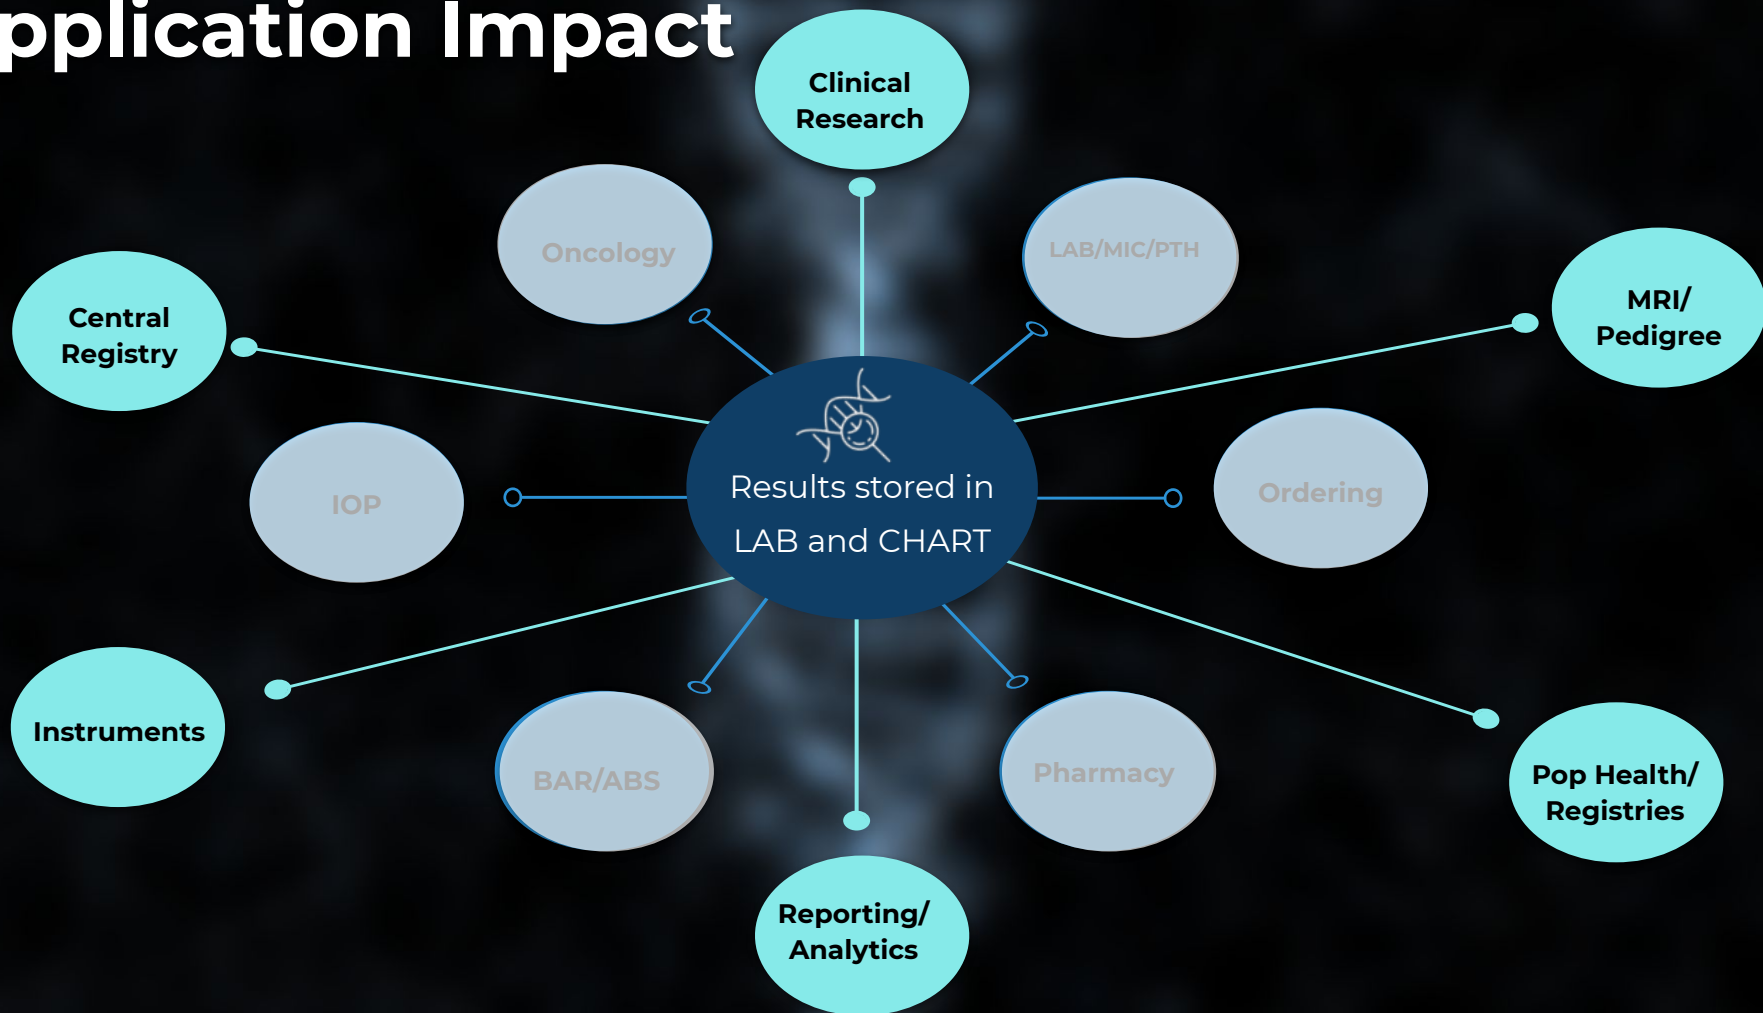 pplication Impact
Clinical
Research
Oncology
LAB/MIC/PTH
Central
Registry
MRI/
Pedigree
IOP
Results stored in
LAB and CHART
Ordering
Instruments
BAR/ABS
Pharmacy
Pop Health/
Registries
Reporting/
Analytics